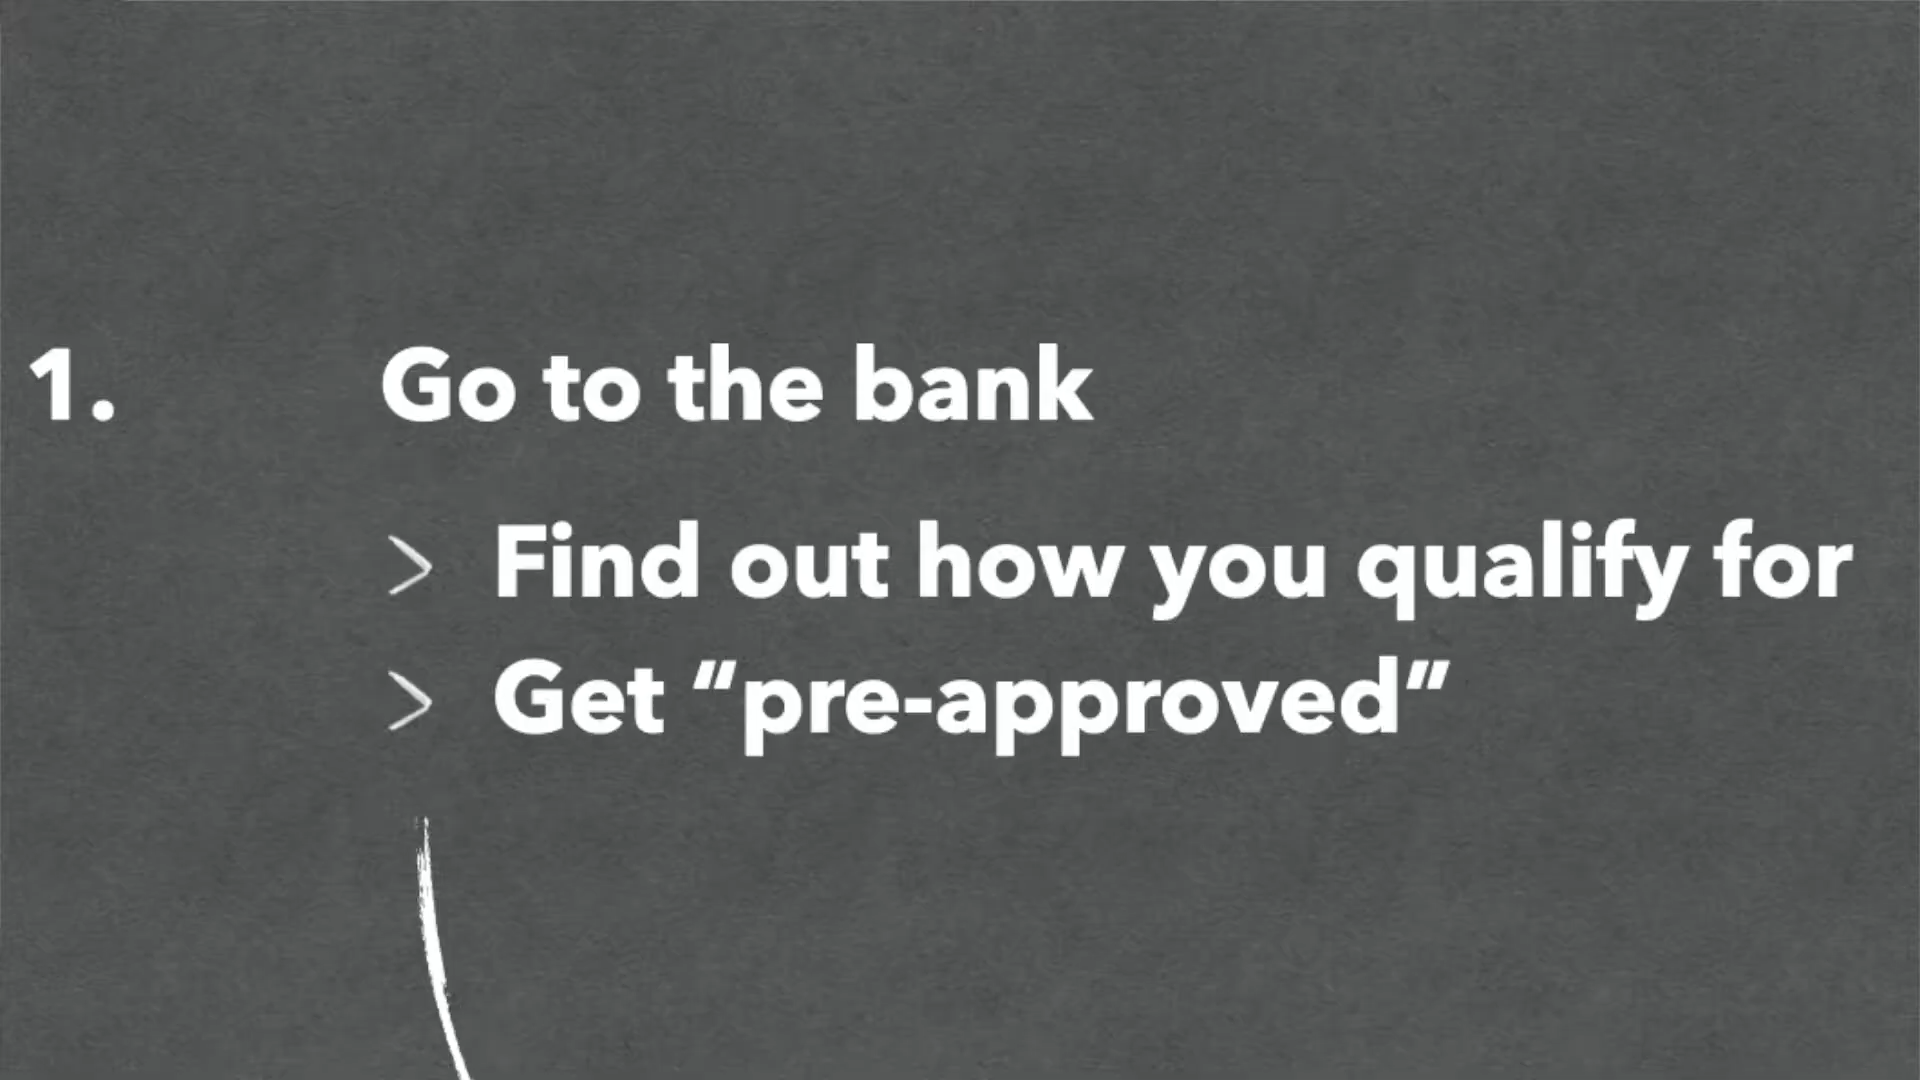 1. Go to the bank
> Find out how you qualify for
> Get “pre-approved”